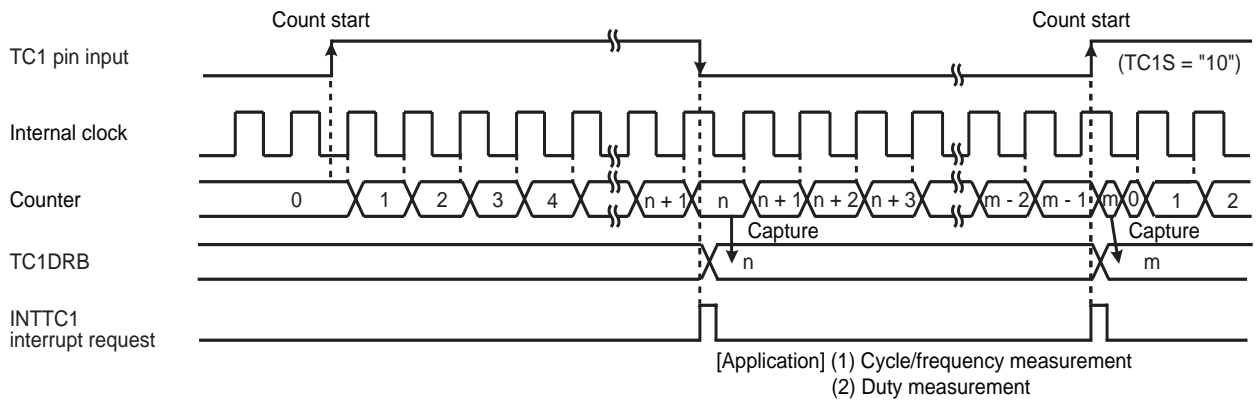 Count start
Count start
TC1 pin input
(TC1S = "10")
Internal clock
Counter
0 1 2 3 4 n + 1 n n + 1 n + 2 n + 3 m - 2 m - 1 m 0 1 2
Capture
Capture
TC1DRB
n
m
INTTC1
interrupt request
[Application] (1) Cycle/frequency measurement
(2) Duty measurement